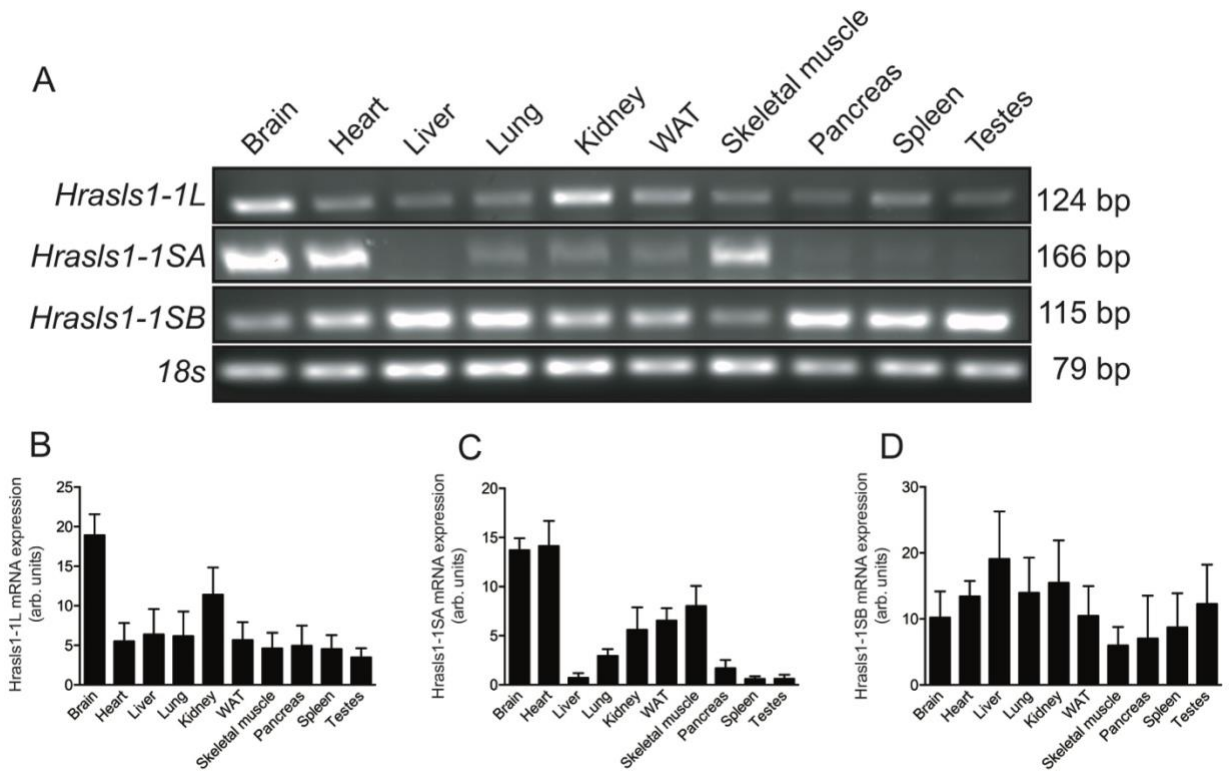 A
Brain Heart Liver Lung Kidney WAT Skeletal muscle Pancreas Spleen Testes
Hrasls1-1L 124 bp
Hrasls1-1SA 166 bp
Hrasls1-1SB 115 bp
18s 79 bp
B
Hrasls1-1L mRNA expression
(arb. units)
25
20
15
10
5
0
Brain Heart Liver Lung Kidney WAT Skeletal muscle Pancreas Spleen Testes
C
Hrasls1-1SA mRNA expression
(arb. units)
20
15
10
5
0
Brain Heart Liver Lung Kidney WAT Skeletal muscle Pancreas Spleen Testes
D
Hrasls1-1SB mRNA expression
(arb. units)
30
20
10
0
Brain Heart Liver Lung Kidney WAT Skeletal muscle Pancreas Spleen Testes